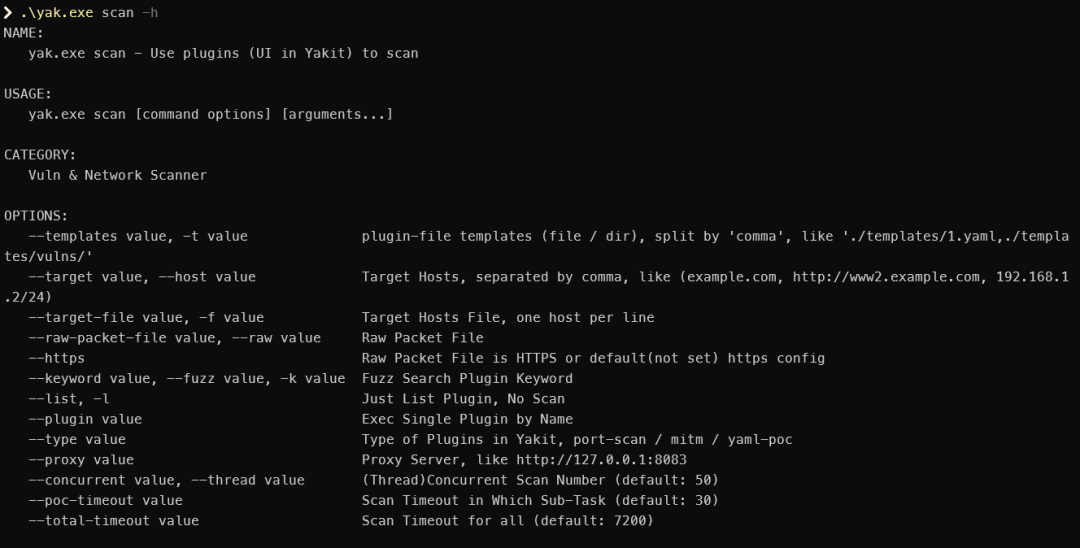 ❯ .\yak.exe scan -h
NAME:
   yak.exe scan - Use plugins (UI in Yakit) to scan

USAGE:
   yak.exe scan [command options] [arguments...]

CATEGORY:
   Vuln & Network Scanner

OPTIONS:
   --templates value, -t value              plugin-file templates (file / dir), split by 'comma', like './templates/1.yaml,./templa
tes/vulns/'
   --target value, --host value             Target Hosts, separated by comma, like (example.com, http://www2.example.com, 192.168.1
.2/24)
   --target-file value, -f value            Target Hosts File, one host per line
   --raw-packet-file value, --raw value     Raw Packet File
   --https                                  Raw Packet File is HTTPS or default(not set) https config
   --keyword value, --fuzz value, -k value  Fuzz Search Plugin Keyword
   --list, -l                               Just List Plugin, No Scan
   --plugin value                           Exec Single Plugin by Name
   --type value                             Type of Plugins in Yakit, port-scan / mitm / yaml-poc
   --proxy value                            Proxy Server, like http://127.0.0.1:8083
   --concurrent value, --thread value       (Thread)Concurrent Scan Number (default: 50)
   --poc-timeout value                      Scan Timeout in Which Sub-Task (default: 30)
   --total-timeout value                    Scan Timeout for all (default: 7200)